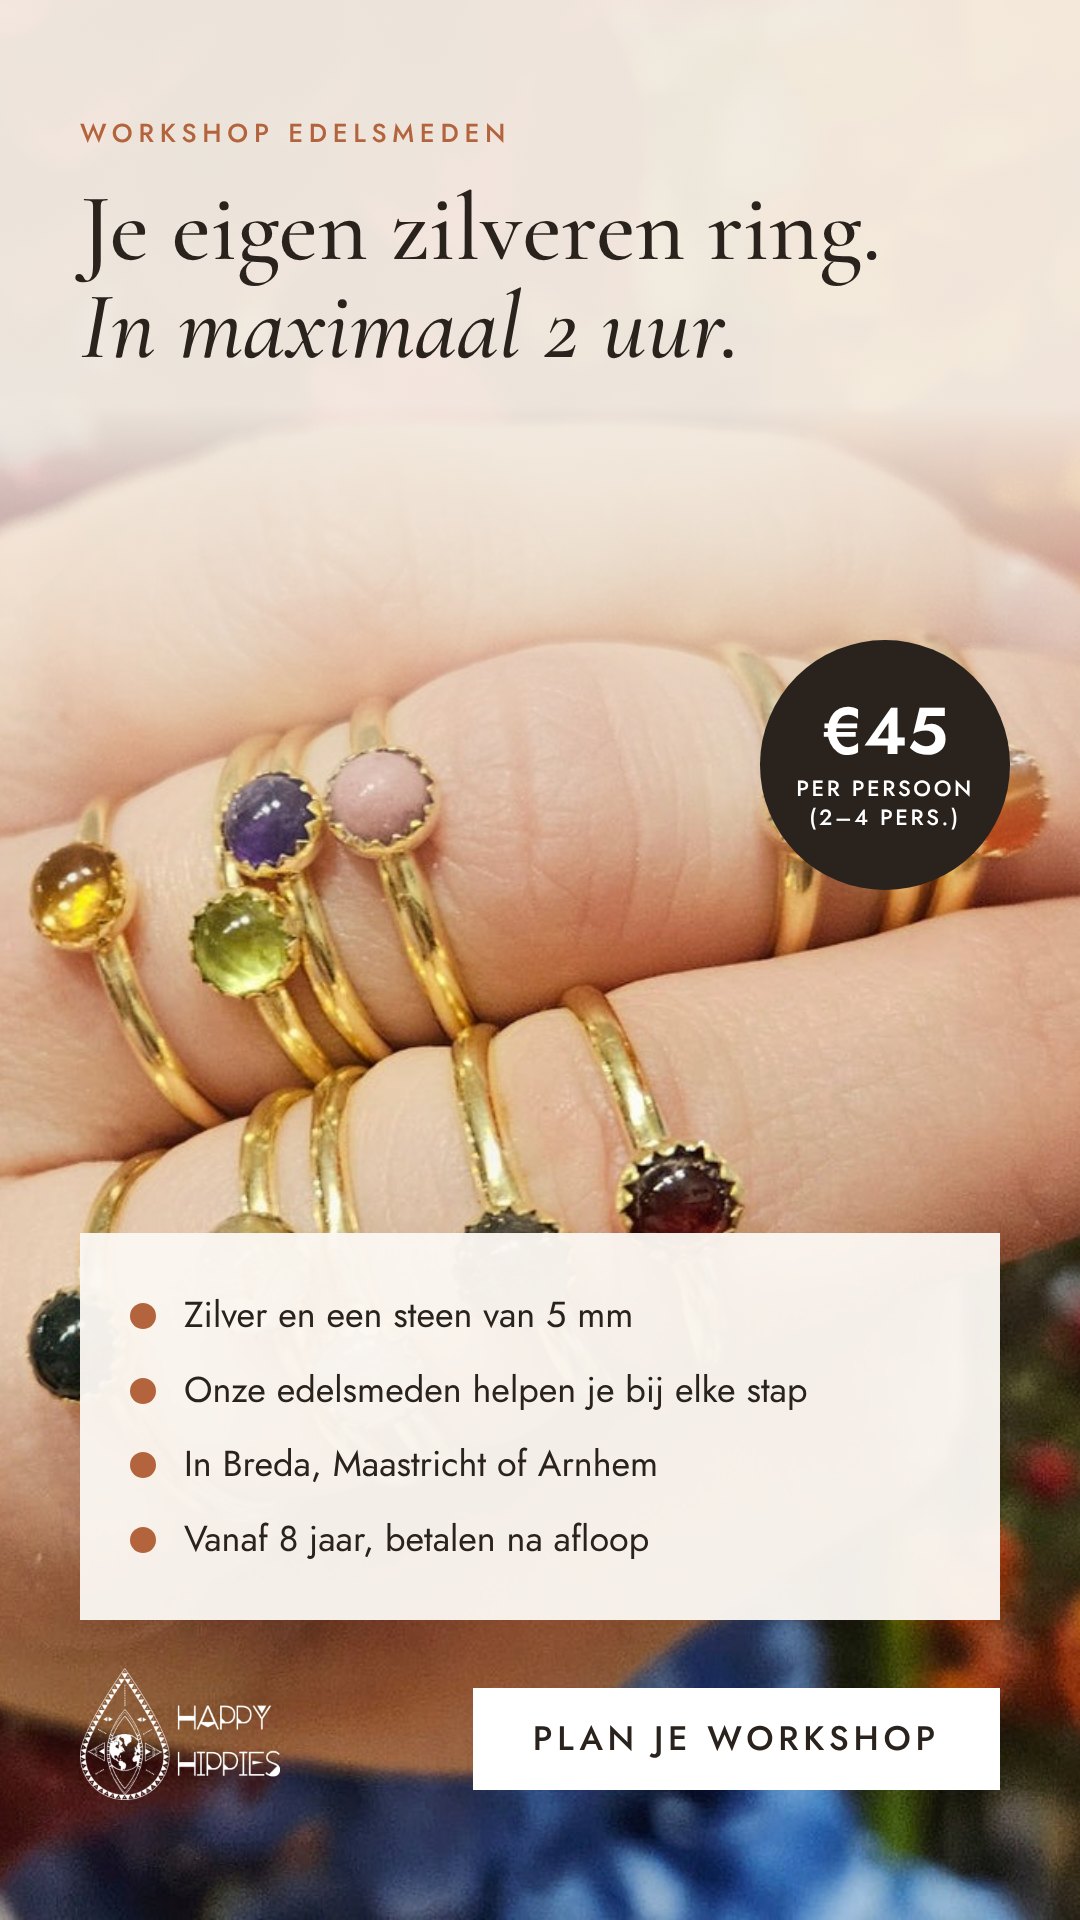 WORKSHOP EDELSMEDEN
Je eigen zilveren ring.
In maximaal 2 uur.
€45
PER PERSOON
(2–4 PERS.)
Zilver en een steen van 5 mm
Onze edelsmeden helpen je bij elke stap
In Breda, Maastricht of Arnhem
Vanaf 8 jaar, betalen na afloop
HAPPY
HIPPIES
PLAN JE WORKSHOP